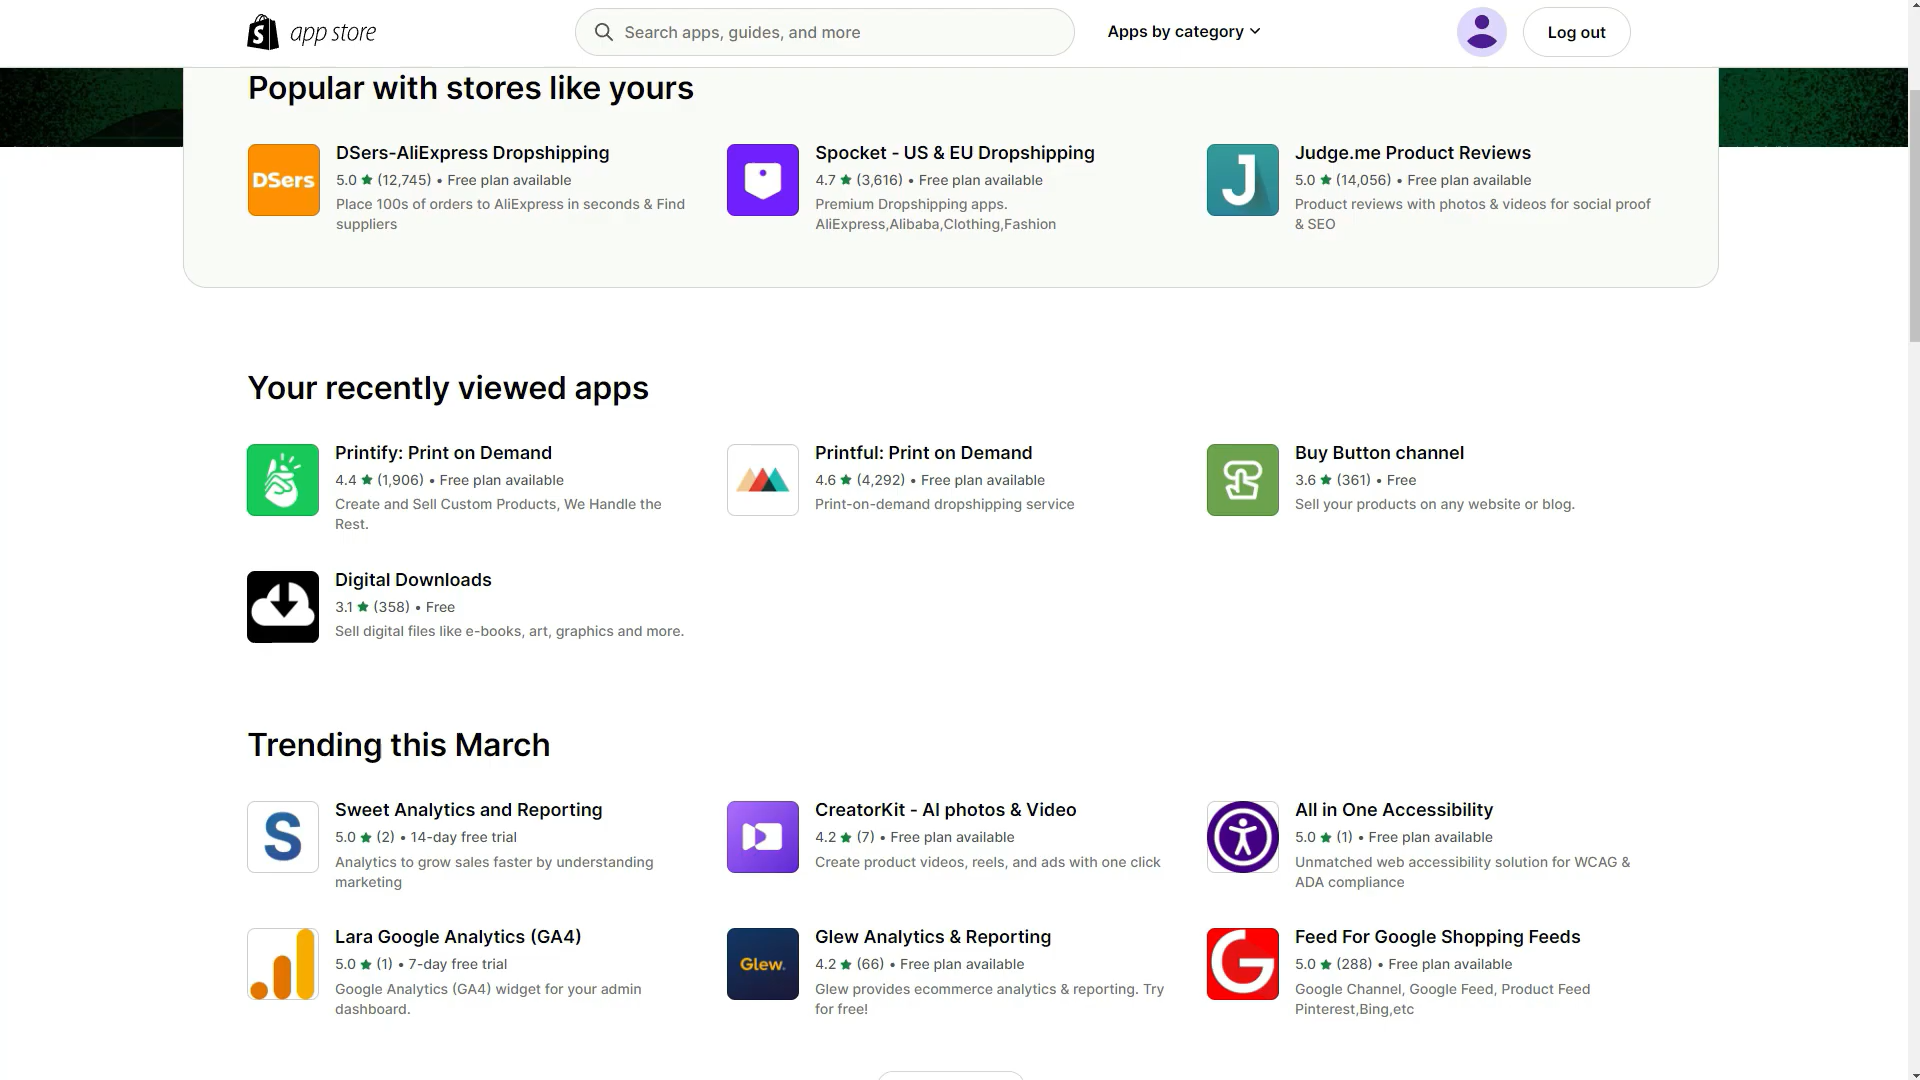 app store
Search apps, guides, and more
Apps by category
Log out
Popular with stores like yours
DSers
DSers-AliExpress Dropshipping
5.0 ★ (12,745) • Free plan available
Place 100s of orders to AliExpress in seconds & Find
suppliers
Spocket - US & EU Dropshipping
4.7 ★ (3,616) • Free plan available
Premium Dropshipping apps.
AliExpress,Alibaba,Clothing,Fashion
J
Judge.me Product Reviews
5.0 ★ (14,056) • Free plan available
Product reviews with photos & videos for social proof
& SEO
Your recently viewed apps
Printify: Print on Demand
4.4 ★ (1,906) • Free plan available
Create and Sell Custom Products, We Handle the
Rest.
Printful: Print on Demand
4.6 ★ (4,292) • Free plan available
Print-on-demand dropshipping service
Buy Button channel
3.6 ★ (361) • Free
Sell your products on any website or blog.
Digital Downloads
3.1 ★ (358) • Free
Sell digital files like e-books, art, graphics and more.
Trending this March
S
Sweet Analytics and Reporting
5.0 ★ (2) • 14-day free trial
Analytics to grow sales faster by understanding
marketing
CreatorKit - AI photos & Video
4.2 ★ (7) • Free plan available
Create product videos, reels, and ads with one click
All in One Accessibility
5.0 ★ (1) • Free plan available
Unmatched web accessibility solution for WCAG &
ADA compliance
Lara Google Analytics (GA4)
5.0 ★ (1) • 7-day free trial
Google Analytics (GA4) widget for your admin
dashboard.
Glew.
Glew Analytics & Reporting
4.2 ★ (66) • Free plan available
Glew provides ecommerce analytics & reporting. Try
for free!
G
Feed For Google Shopping Feeds
5.0 ★ (288) • Free plan available
Google Channel, Google Feed, Product Feed
Pinterest,Bing,etc